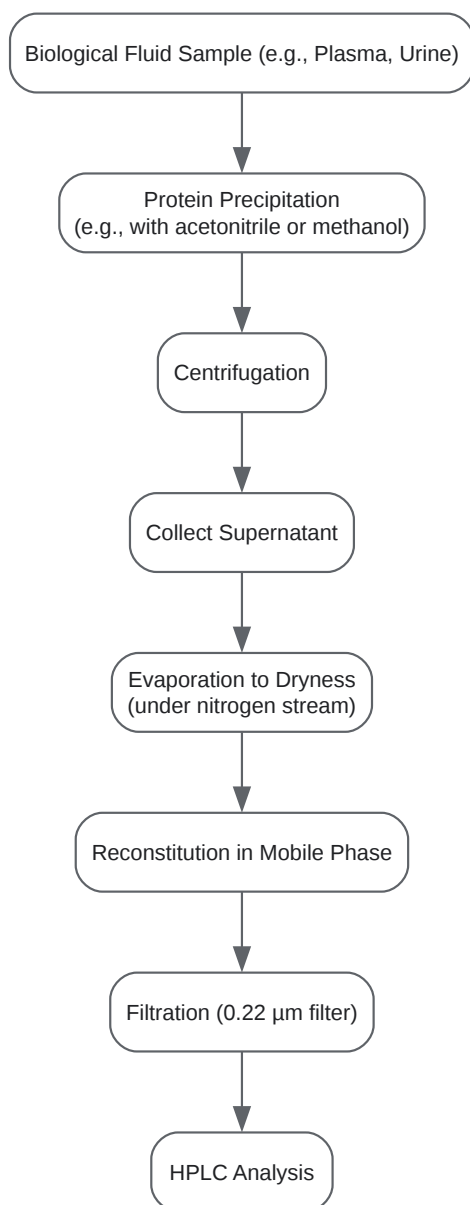 Biological Fluid Sample (e.g., Plasma, Urine)
Protein Precipitation
(e.g., with acetonitrile or methanol)
Centrifugation
Collect Supernatant
Evaporation to Dryness
(under nitrogen stream)
Reconstitution in Mobile Phase
Filtration (0.22 µm filter)
HPLC Analysis